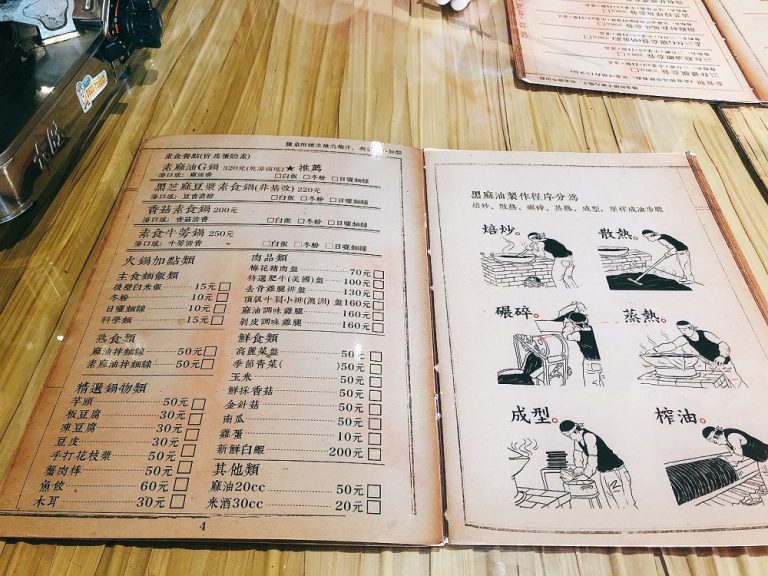 素食餐點(皆共蛋奶素)
素麻油G鍋 320元(乾湯兩吃)★推薦
湯口感：麻油香 □白飯 □冬粉 □日曬麵線
黑芝麻豆漿素食鍋(非基改) 220元
湯口感：豆香濃郁 □白飯 □冬粉 □日曬麵線
香菇素食鍋 200元
湯口感：香菇清香 □白飯 □冬粉 □日曬麵線
素食牛蒡鍋 250元
湯口感：牛蒡清香 □白飯 □冬粉 □日曬麵線
火鍋加點類
主食麵飯類
後壁白米飯 15元□
冬粉 10元□
日曬麵線 10元□
科學麵 15元□
熟食類
麻油拌麵線 50元□
素麻油拌麵線 50元□
精選鍋物類
芋頭 50元□
板豆腐 30元□
凍豆腐 30元□
豆皮 30元□
手打花枝漿 50元□
蟹肉棒 50元□
魚餃 60元□
木耳 30元□
肉品類
梅花豬肉盤 70元□
特選肥牛(美國)盤 100元□
去骨雞腿排盤 130元□
頂級牛肩小排(澳洲)盤 160元□
麻油調味雞腿 160元□
剝皮調味雞腿 160元□
鮮食類
高麗菜盤 50元□
季節青菜( ) 50元□
玉米 50元□
鮮採香菇 50元□
金針菇 50元□
南瓜 50元□
雞蛋 10元□
新鮮白蝦 200元□
其他類
麻油20cc 50元□
米酒30cc 20元□
4
黑麻油製作程序分為
焙炒、散熱、碾碎、蒸熱、成型、壓榨成油步驟
焙炒。
散熱。
碾碎。
蒸熱。
成型。
榨油。